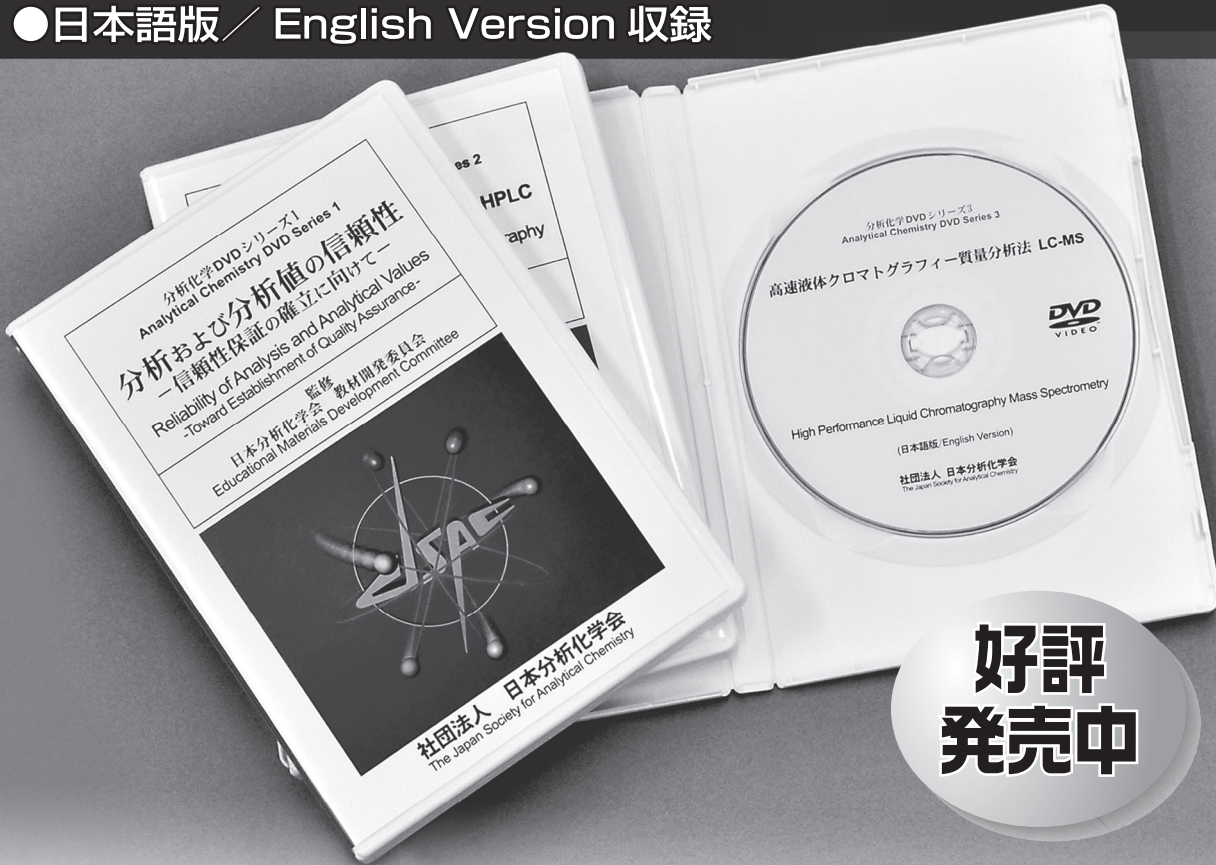 ●日本語版／ English Version 収録
分析化学DVDシリーズ1
Analytical Chemistry DVD Series 1
分析および分析値の信頼性
－信頼性保証の確立に向けて－
Reliability of Analysis and Analytical Values
-Toward Establishment of Quality Assurance-
監修
日本分析化学会 教材開発委員会
Educational Materials Development Committee
JSAC
社団法人 日本分析化学会
The Japan Society for Analytical Chemistry
2
HPLC
分析化学DVDシリーズ3
Analytical Chemistry DVD Series 3
高速液体クロマトグラフィー質量分析法 LC-MS
DVD
VIDEO
High Performance Liquid Chromatography Mass Spectrometry
(日本語版/English Version)
社団法人 日本分析化学会
The Japan Society for Analytical Chemistry
好評
発売中